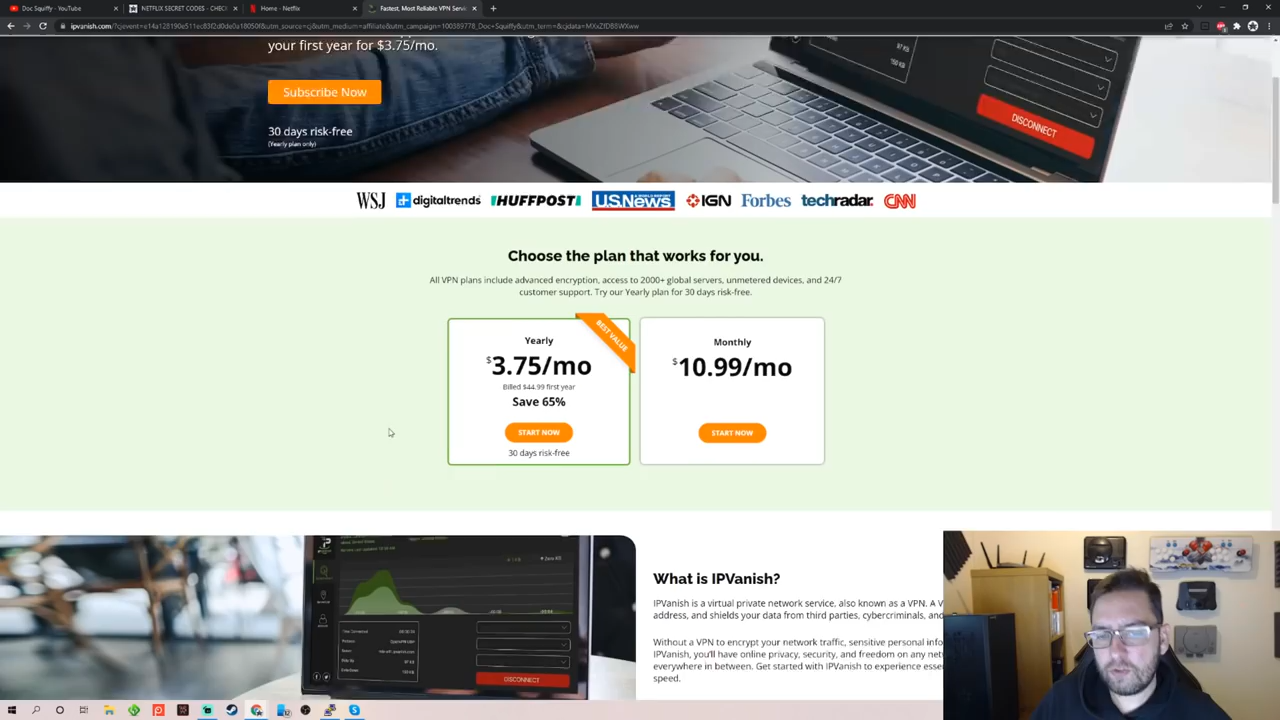 Doc Squiffy - YouTube
NETFLIX SECRET CODES - CHECK
Home - Netflix
Fastest, Most Reliable VPN Servi
your first year for $3.75/mo.
Subscribe Now
30 days risk-free
(Yearly plan only)
DISCONNECT
WSJ digitaltrends HUFFPOST U.S.News IGN Forbes techradar. CNN
Choose the plan that works for you.
All VPN plans include advanced encryption, access to 2000+ global servers, unmetered devices, and 24/7
customer support. Try our Yearly plan for 30 days risk-free.
BEST VALUE
Yearly
$3.75/mo
Billed $44.99 first year
Save 65%
START NOW
30 days risk-free
Monthly
$10.99/mo
START NOW
DISCONNECT
What is IPVanish?
IPVanish is a virtual private network service, also known as a VPN. A V
address, and shields your data from third parties, cybercriminals, and
Without a VPN to encrypt your network traffic, sensitive personal info
IPVanish, you'll have online privacy, security, and freedom on any net
everywhere in between. Get started with IPVanish to experience esse
speed.